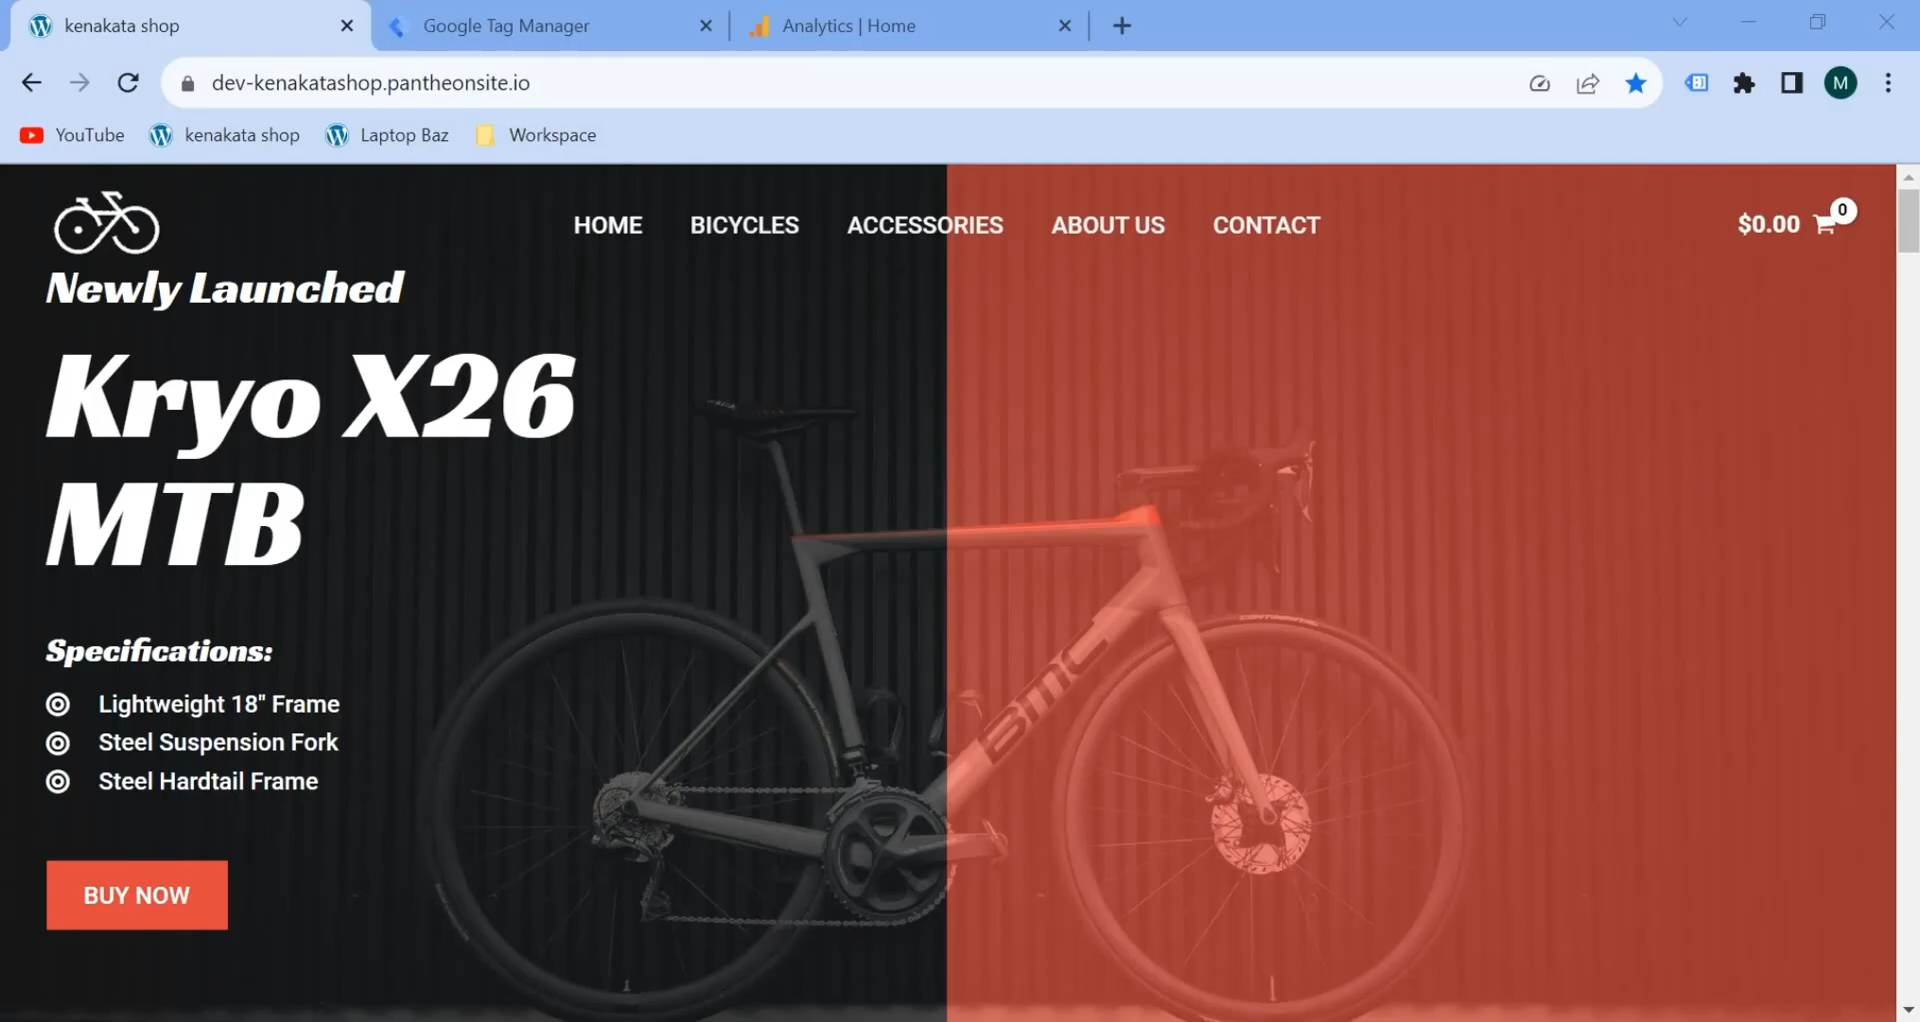 kenakata shop
Google Tag Manager
Analytics | Home
dev-kenakatashop.pantheonsite.io
M
YouTube
kenakata shop
Laptop Baz
Workspace
HOME
BICYCLES
ACCESSORIES
ABOUT US
CONTACT
$0.00
0
Newly Launched
Kryo X26
MTB
Specifications:
Lightweight 18" Frame
Steel Suspension Fork
Steel Hardtail Frame
BUY NOW
BMC